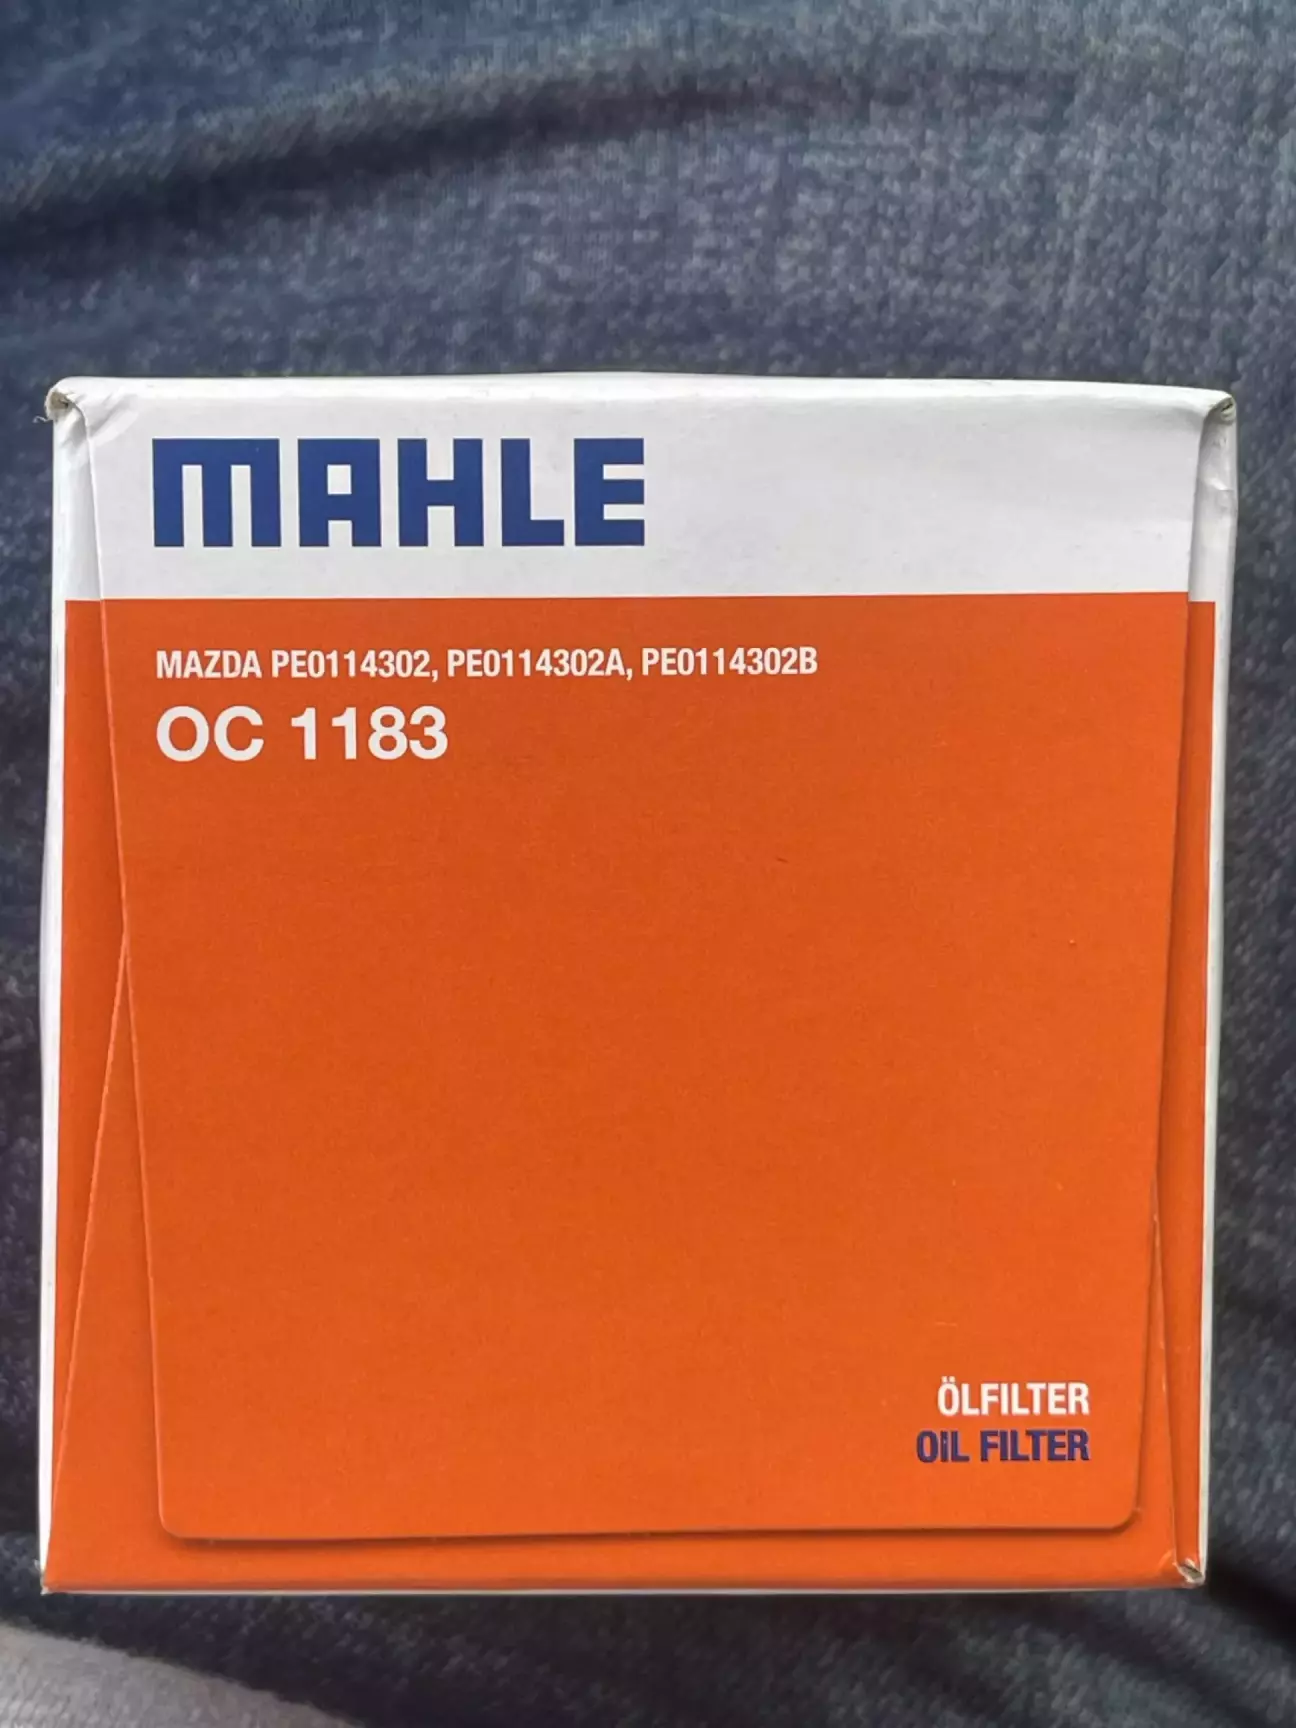 MAHLE
MAZDA PE0114302, PE0114302A, PE0114302B
OC 1183
ÖLFILTER
OIL FILTER